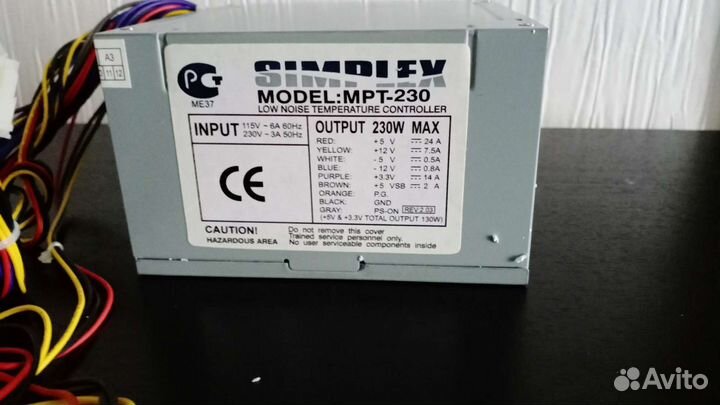 A3
11 12
РСТ
ME37
SIMPLEX
MODEL:MPT-230
LOW NOISE TEMPERATURE CONTROLLER
INPUT 115V ~ 6A 60Hz
230V ~ 3A 50Hz
OUTPUT 230W MAX
RED: +5 V 24 A
YELLOW: +12 V 7.5A
WHITE: - 5 V 0.5A
BLUE: - 12 V 0.8A
PURPLE: +3.3V 14 A
BROWN: +5 VSB 2 A
ORANGE: P.G.
BLACK: GND
GRAY: PS-ON REV:2.03
(+5V & +3.3V TOTAL OUTPUT 130W)
CE
CAUTION!
HAZARDOUS AREA
Do not remove this cover
Trained service personnel only.
No user serviceable components inside
Avito